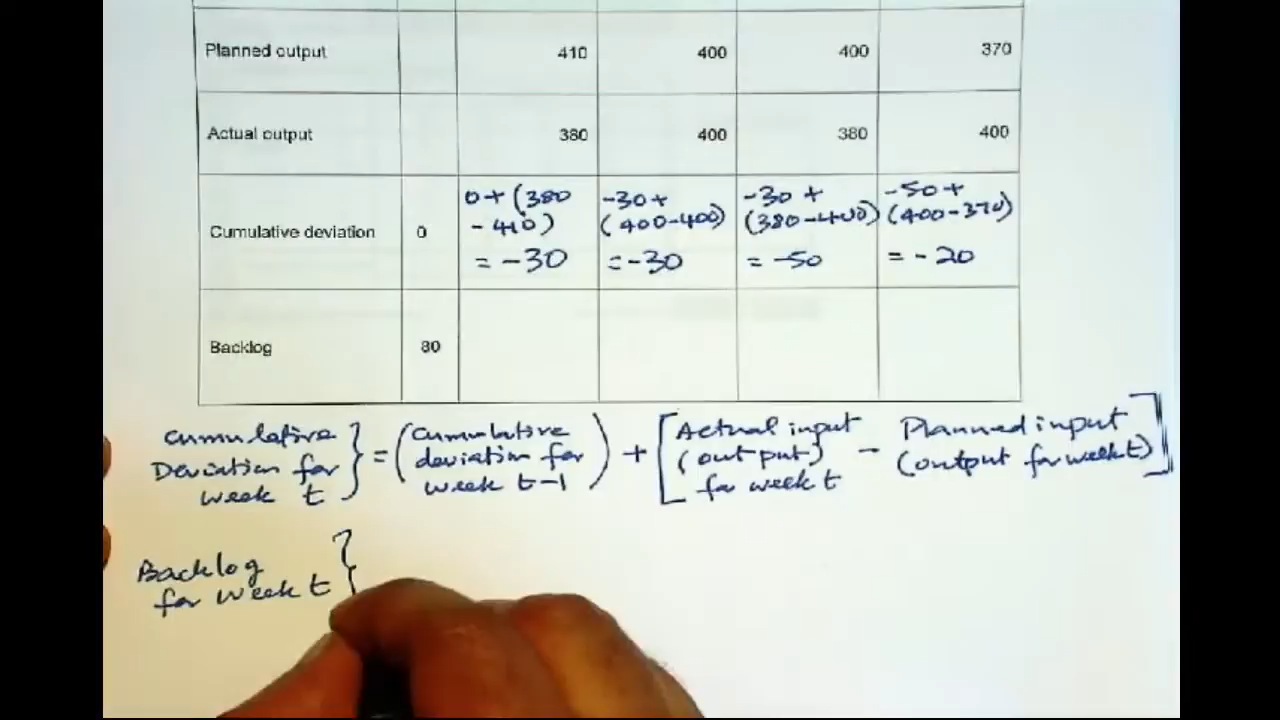 Planned output 410 400 400 370
Actual output 380 400 380 400
Cumulative deviation 0
0+(380 -30+ -30+ -50+
-410) (400-400) (380-400) (400-370)
= -30 = -30 = -50 = -20
Backlog 80
Cumulative } = (Cumulative ) + [Actual input - Planned input]
Deviation for deviation for (output) (output for week t)
week t week t-1 for week t
Backlog }
for week t